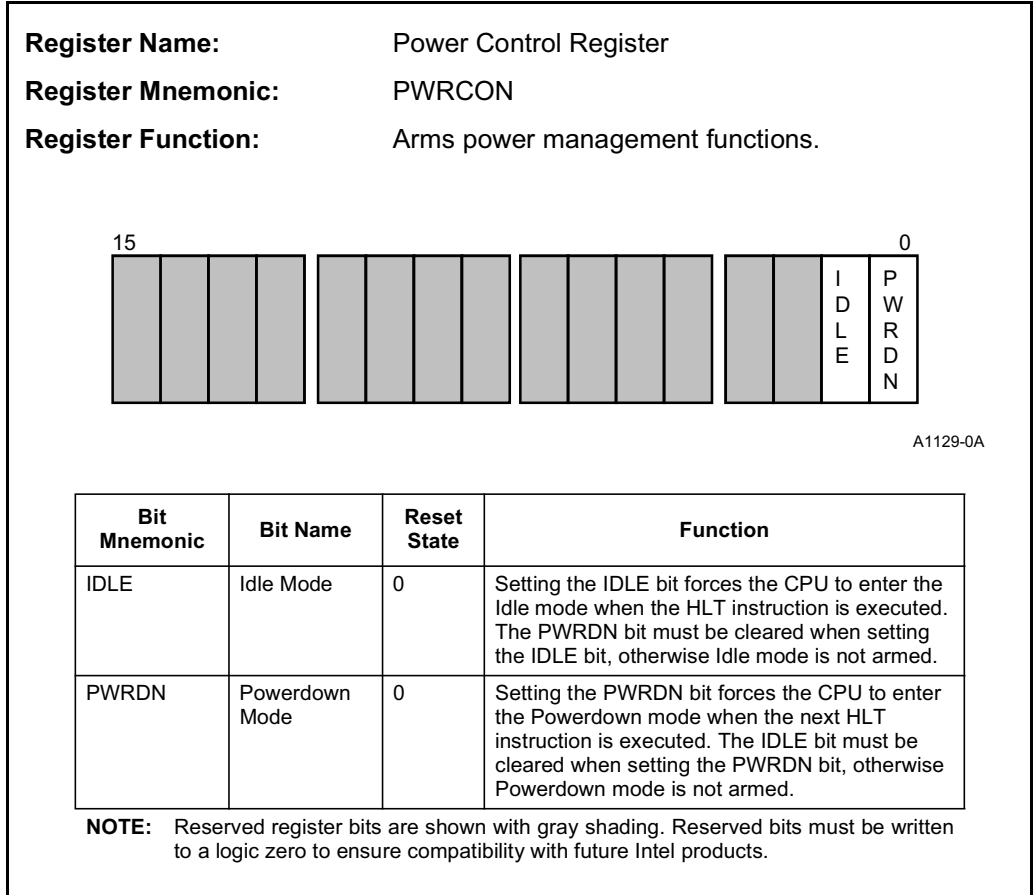 Register Name: Power Control Register
Register Mnemonic: PWRCON
Register Function: Arms power management functions.
15 0
IDLE PWRDN
A1129-0A
Bit Mnemonic Bit Name Reset State Function
IDLE Idle Mode 0 Setting the IDLE bit forces the CPU to enter the
Idle mode when the HLT instruction is executed.
The PWRDN bit must be cleared when setting
the IDLE bit, otherwise Idle mode is not armed.
PWRDN Powerdown Mode 0 Setting the PWRDN bit forces the CPU to enter
the Powerdown mode when the next HLT
instruction is executed. The IDLE bit must be
cleared when setting the PWRDN bit, otherwise
Powerdown mode is not armed.
NOTE: Reserved register bits are shown with gray shading. Reserved bits must be written
to a logic zero to ensure compatibility with future Intel products.